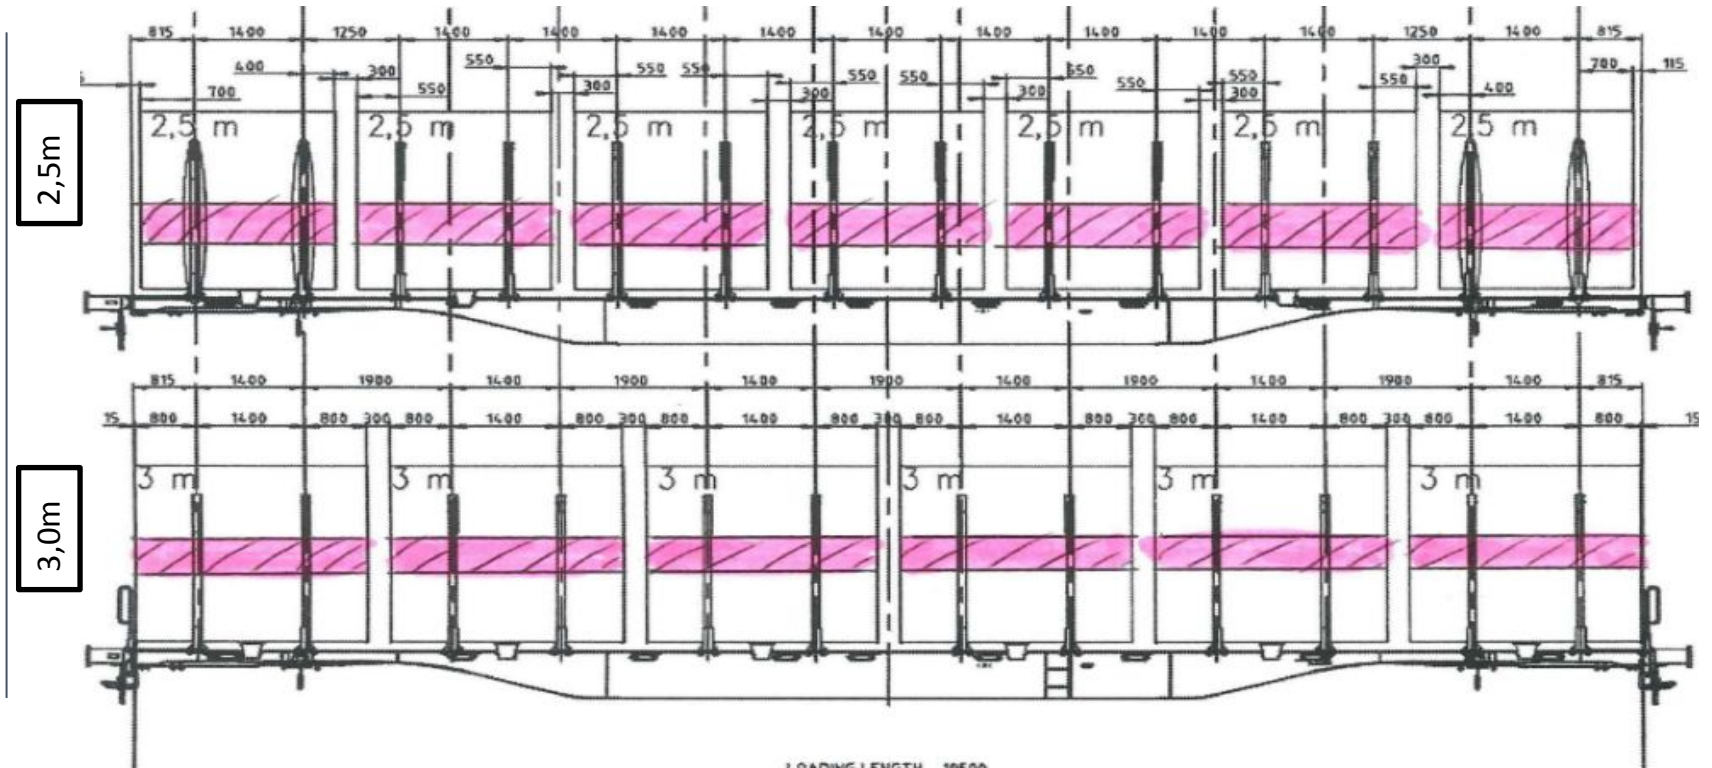 2,5m
815 1400 1250 1400 1400 1400 1400 1400 1400 1400 1400 1400 1250 1400 815
400 300 550 550 550 550 550 550 550 550 300 700 115
700 550 300 300 300 550 300 550 400
2,5 m 2,5 m 2,5 m 2,5 m 2,5 m 2,5 m 2,5 m
3,0m
815 1400 1900 1400 1900 1400 1900 1400 1900 1400 1900 1400 815
15 800 1400 800 300 800 1400 800 300 800 1400 800 300 800 1400 800 300 800 1400 800 300 800 1400 800 15
3 m 3 m 3 m 3 m 3 m 3 m
LOADING LENGTH